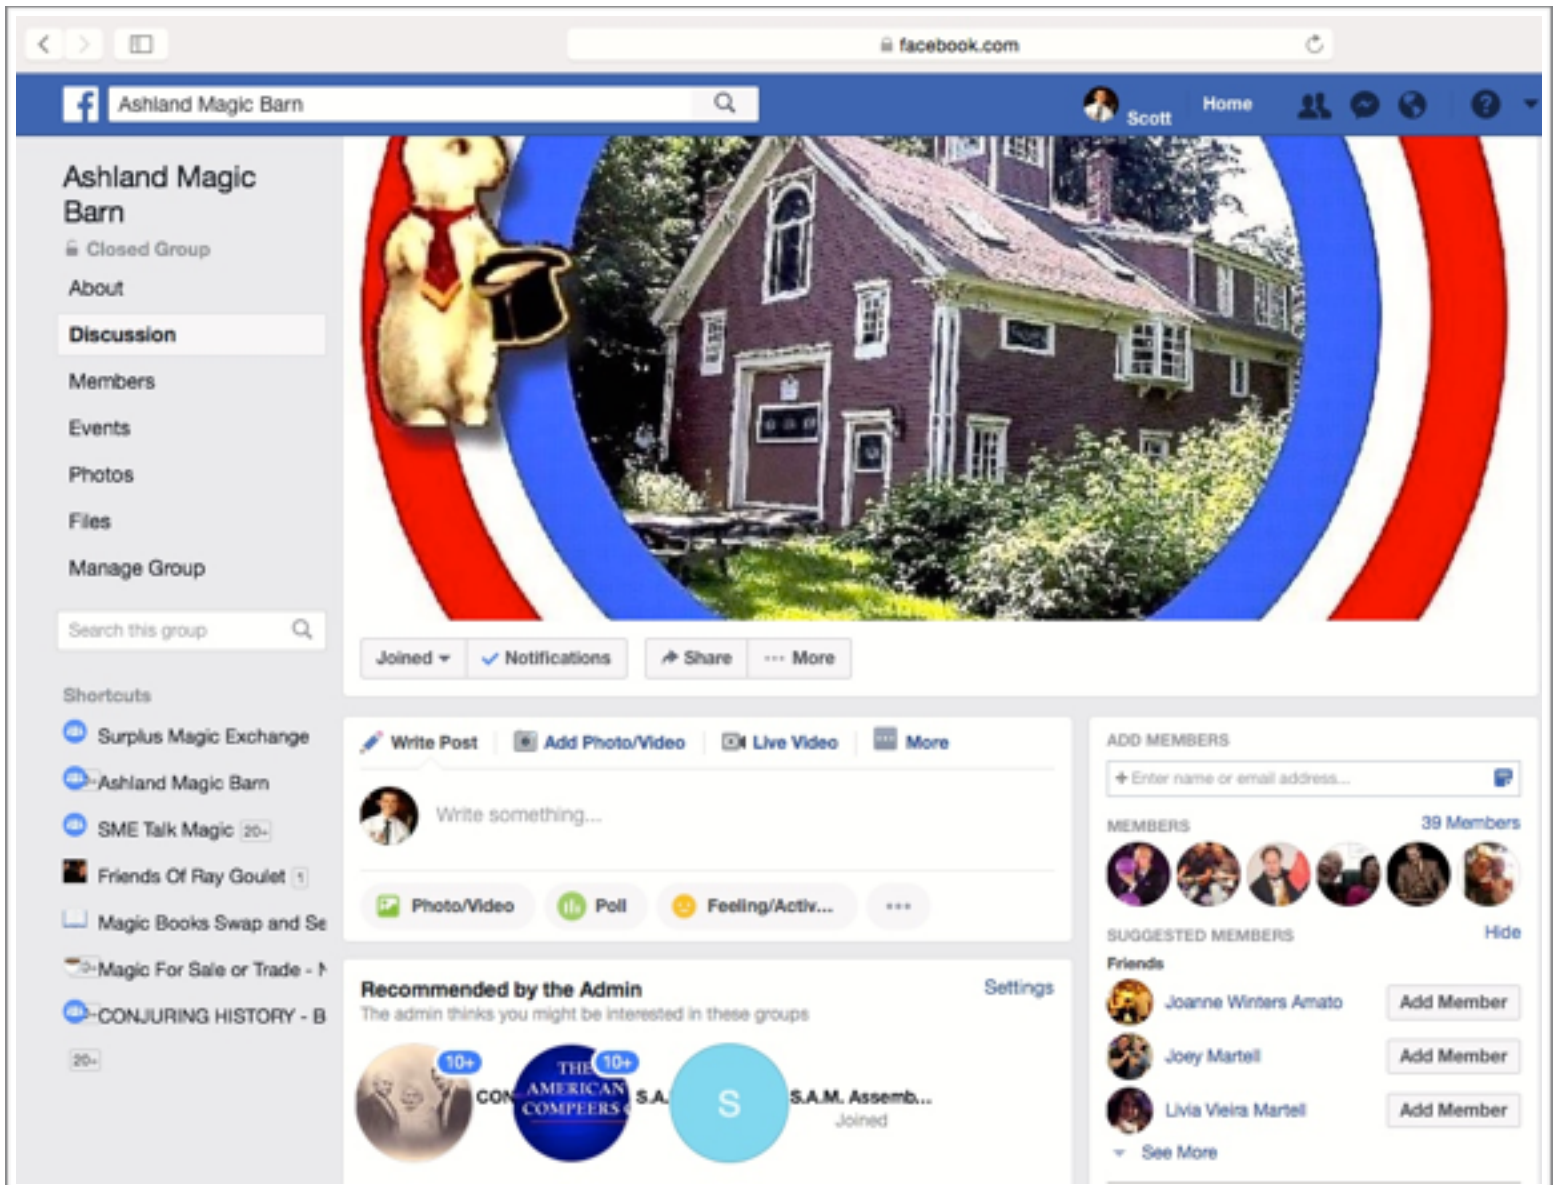 facebook.com
Ashland Magic Barn
Scott
Home
Ashland Magic
Barn
Closed Group
About
Discussion
Members
Events
Photos
Files
Manage Group
Search this group
Shortcuts
Surplus Magic Exchange
Ashland Magic Barn
SME Talk Magic 20+
Friends Of Ray Goulet 1
Magic Books Swap and Se
Magic For Sale or Trade -
CONJURING HISTORY - B
20+
Joined
Notifications
Share
More
Write Post
Add Photo/Video
Live Video
More
Write something...
Photo/Video
Poll
Feeling/Activ...
Recommended by the Admin
Settings
The admin thinks you might be interested in these groups
10+
CON
THE
AMERICAN
COMPEERS
10+
S.A.
S
S.A.M. Assemb...
Joined
ADD MEMBERS
+ Enter name or email address...
MEMBERS
39 Members
SUGGESTED MEMBERS
Hide
Friends
Joanne Winters Amato
Add Member
Joey Martell
Add Member
Livia Vieira Martell
Add Member
See More